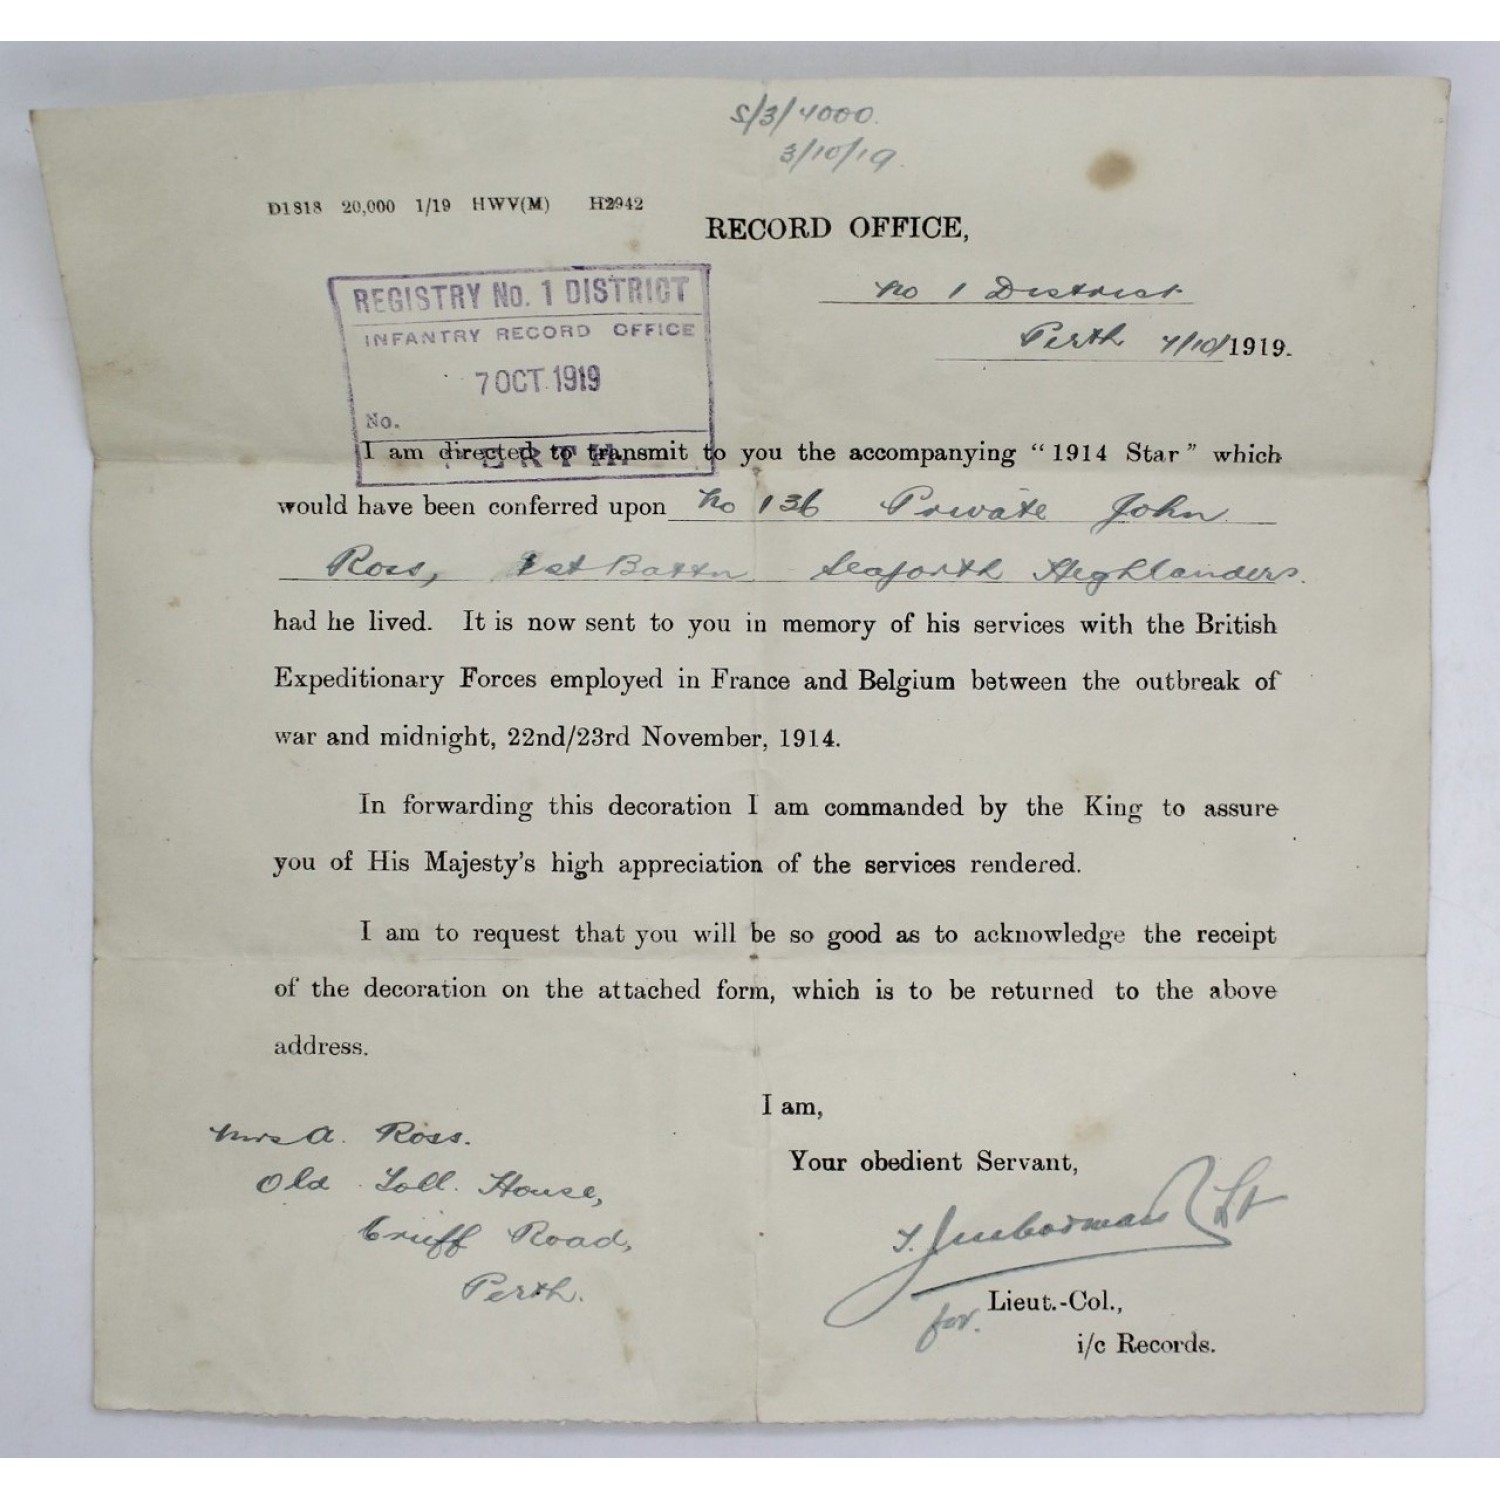 S/3/4000.
3/10/19.
D1818 20,000 1/19 HWV(M) H2942
RECORD OFFICE,
No 1 District
Perth 7/10/1919.
REGISTRY No. 1 DISTRICT
INFANTRY RECORD OFFICE
7 OCT. 1919
No.
PERTH.
I am directed to transmit to you the accompanying “1914 Star” which
would have been conferred upon No 136 Private John
Ross, 1st Battn Seaforth Highlanders.
had he lived. It is now sent to you in memory of his services with the British
Expeditionary Forces employed in France and Belgium between the outbreak of
war and midnight, 22nd/23rd November, 1914.
In forwarding this decoration I am commanded by the King to assure
you of His Majesty’s high appreciation of the services rendered.
I am to request that you will be so good as to acknowledge the receipt
of the decoration on the attached form, which is to be returned to the above
address.
I am,
Your obedient Servant,
Lt
for. Lieut.-Col.,
i/c Records.
Mrs A. Ross.
Old Toll House,
Crieff Road,
Perth.